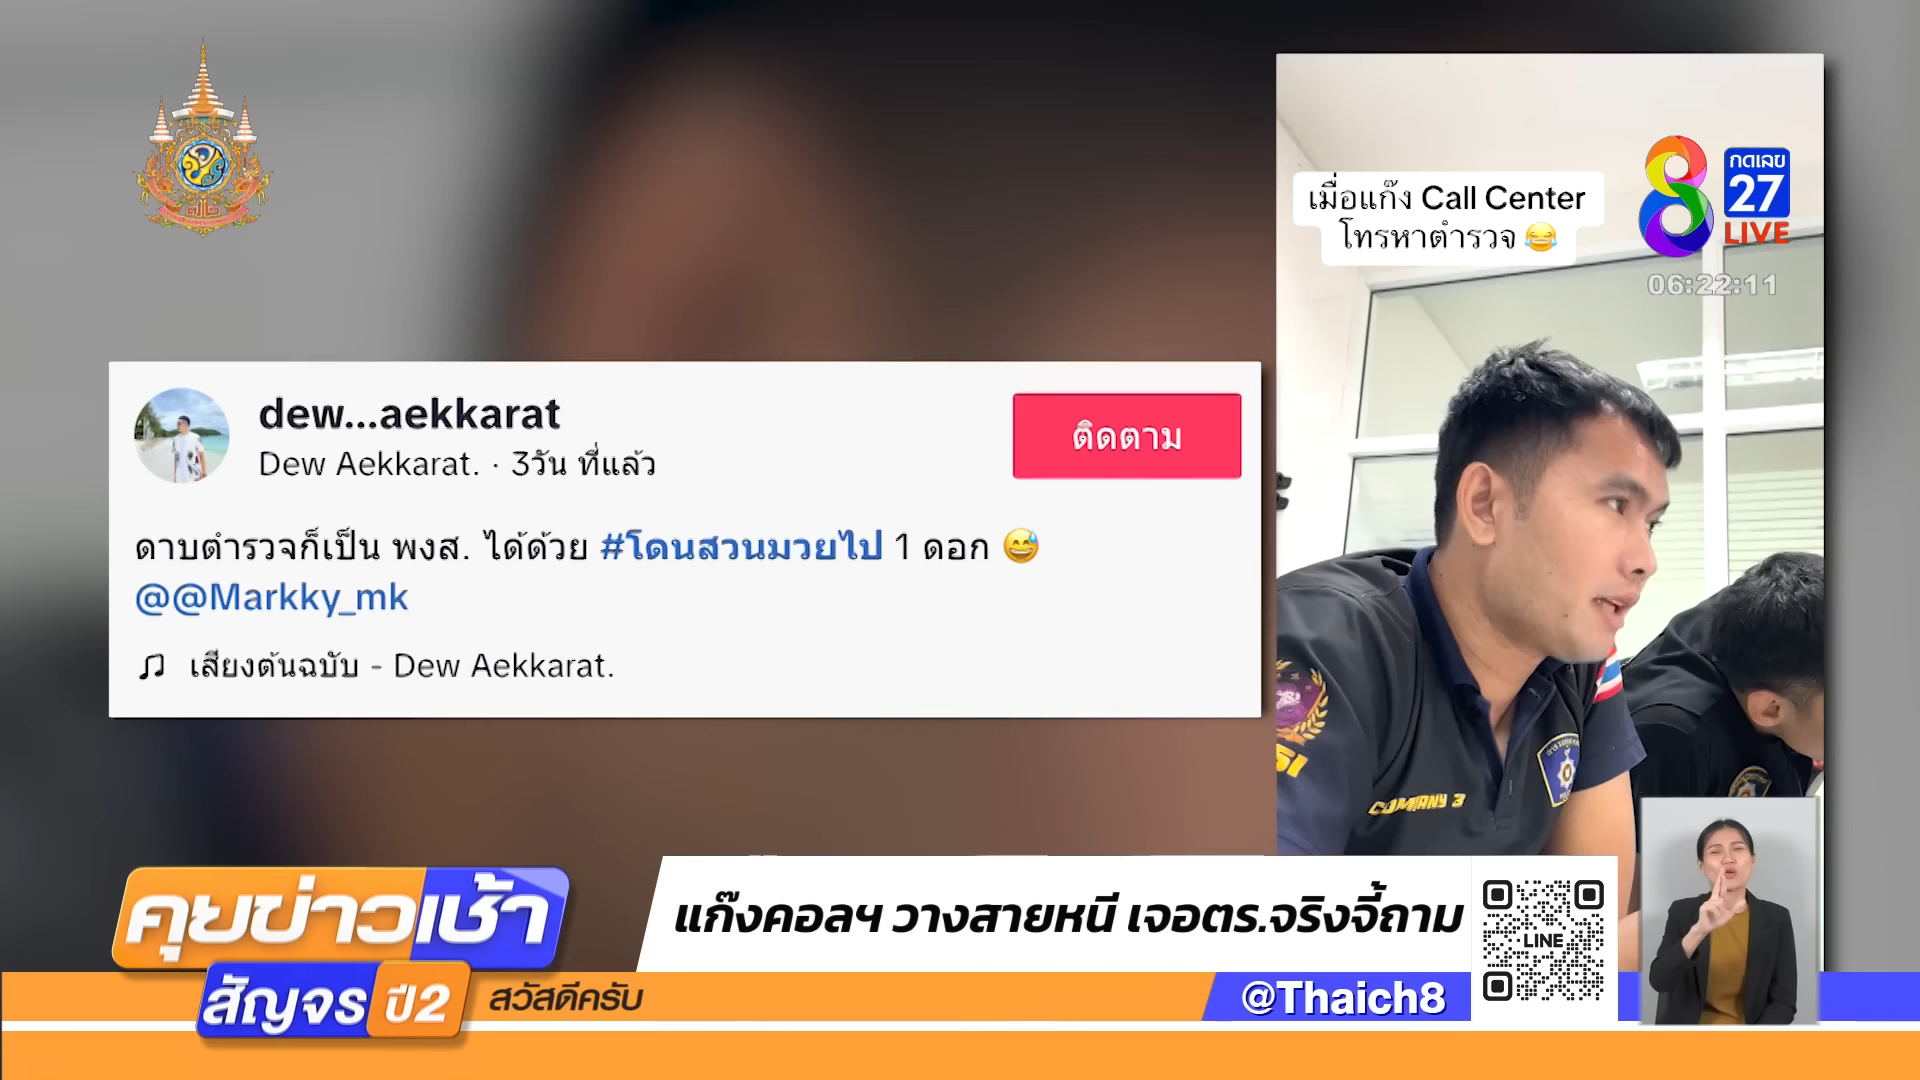 เมื่อแก๊ง Call Center
โทรหาตำรวจ 😂
กดเลข
27
LIVE
06:22:11
dew...aekkarat
Dew Aekkarat. · 3วัน ที่แล้ว
ติดตาม
ดาบตำรวจก็เป็น พงส. ได้ด้วย #โดนสวนมวยไป 1 ดอก 😅
@@Markky_mk
เสียงต้นฉบับ - Dew Aekkarat.
COMPANY 3
คุยข่าวเช้า
สัญจร ปี2
แก๊งคอลฯ วางสายหนี เจอตร.จริงจี้ถาม
LINE
สวัสดีครับ
@Thaich8